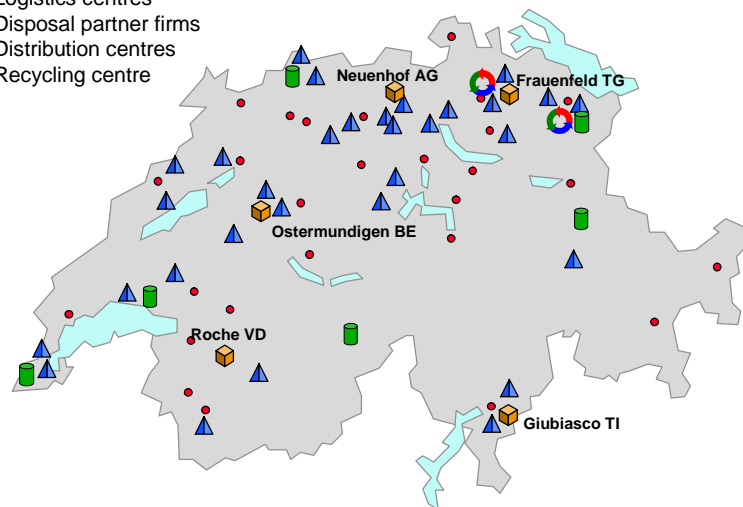 Logistics centres
Disposal partner firms
Distribution centres
Recycling centre
Neuenhof AG
Frauenfeld TG
Ostermundigen BE
Roche VD
Giubiasco TI